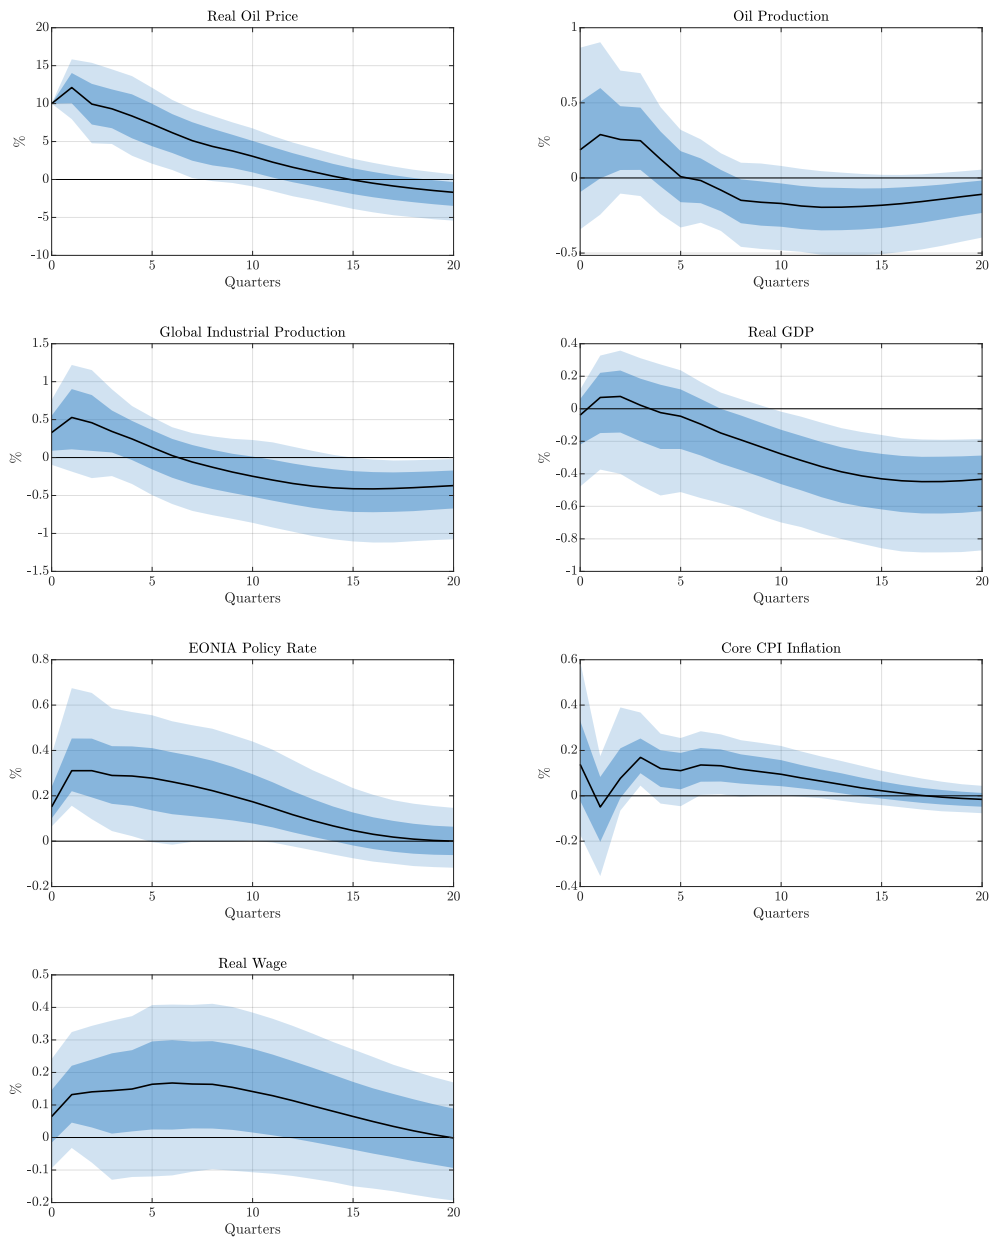 Real Oil Price
20
15
10
5
0
-5
-10
%
0 5 10 15 20
Quarters
Oil Production
1
0.5
0
-0.5
%
0 5 10 15 20
Quarters
Global Industrial Production
1.5
1
0.5
0
-0.5
-1
-1.5
%
0 5 10 15 20
Quarters
Real GDP
0.4
0.2
0
-0.2
-0.4
-0.6
-0.8
-1
%
0 5 10 15 20
Quarters
EONIA Policy Rate
0.8
0.6
0.4
0.2
0
-0.2
%
0 5 10 15 20
Quarters
Core CPI Inflation
0.6
0.4
0.2
0
-0.2
-0.4
%
0 5 10 15 20
Quarters
Real Wage
0.5
0.4
0.3
0.2
0.1
0
-0.1
-0.2
%
0 5 10 15 20
Quarters